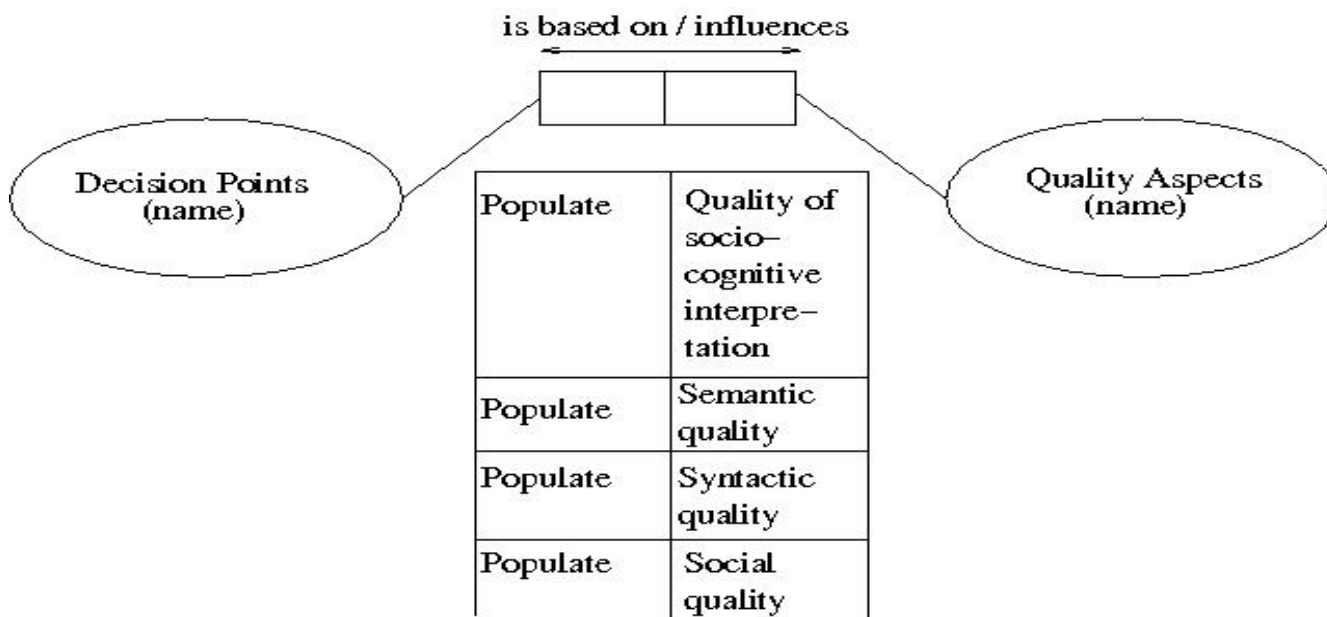 is based on / influences
Decision Points
(name)
Quality Aspects
(name)
Populate
Quality of
socio–
cognitive
interpre–
tation
Populate
Semantic
quality
Populate
Syntactic
quality
Populate
Social
quality